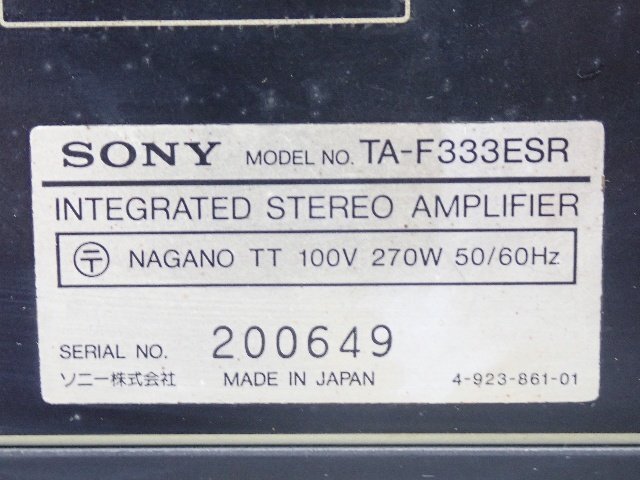 SONY MODEL NO. TA-F333ESR
INTEGRATED STEREO AMPLIFIER
〒 NAGANO TT 100V 270W 50/60Hz
SERIAL NO. 200649
ソニー株式会社 MADE IN JAPAN 4-923-861-01